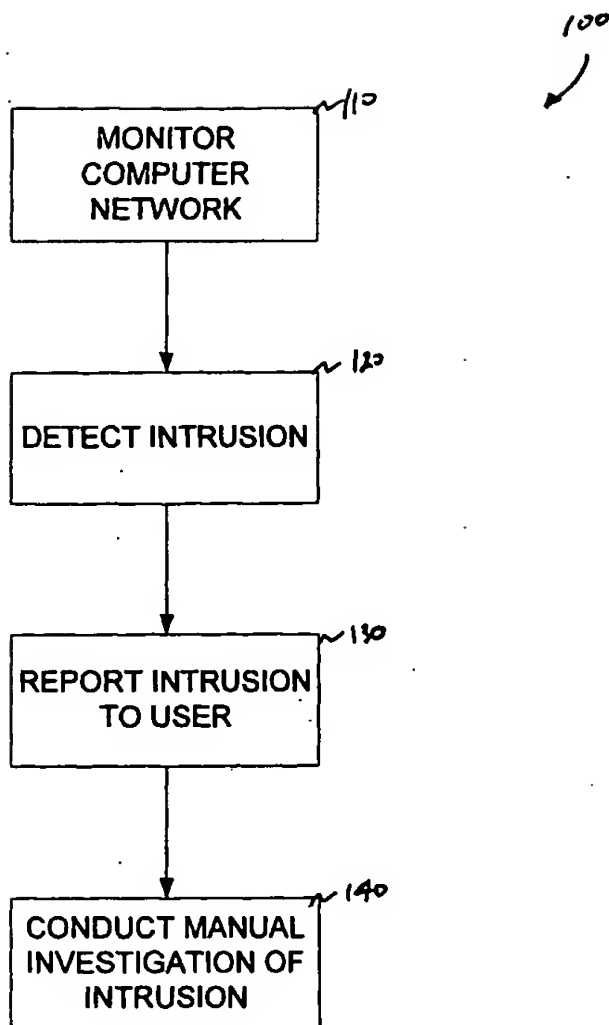 100
110
MONITOR
COMPUTER
NETWORK
120
DETECT INTRUSION
130
REPORT INTRUSION
TO USER
140
CONDUCT MANUAL
INVESTIGATION OF
INTRUSION